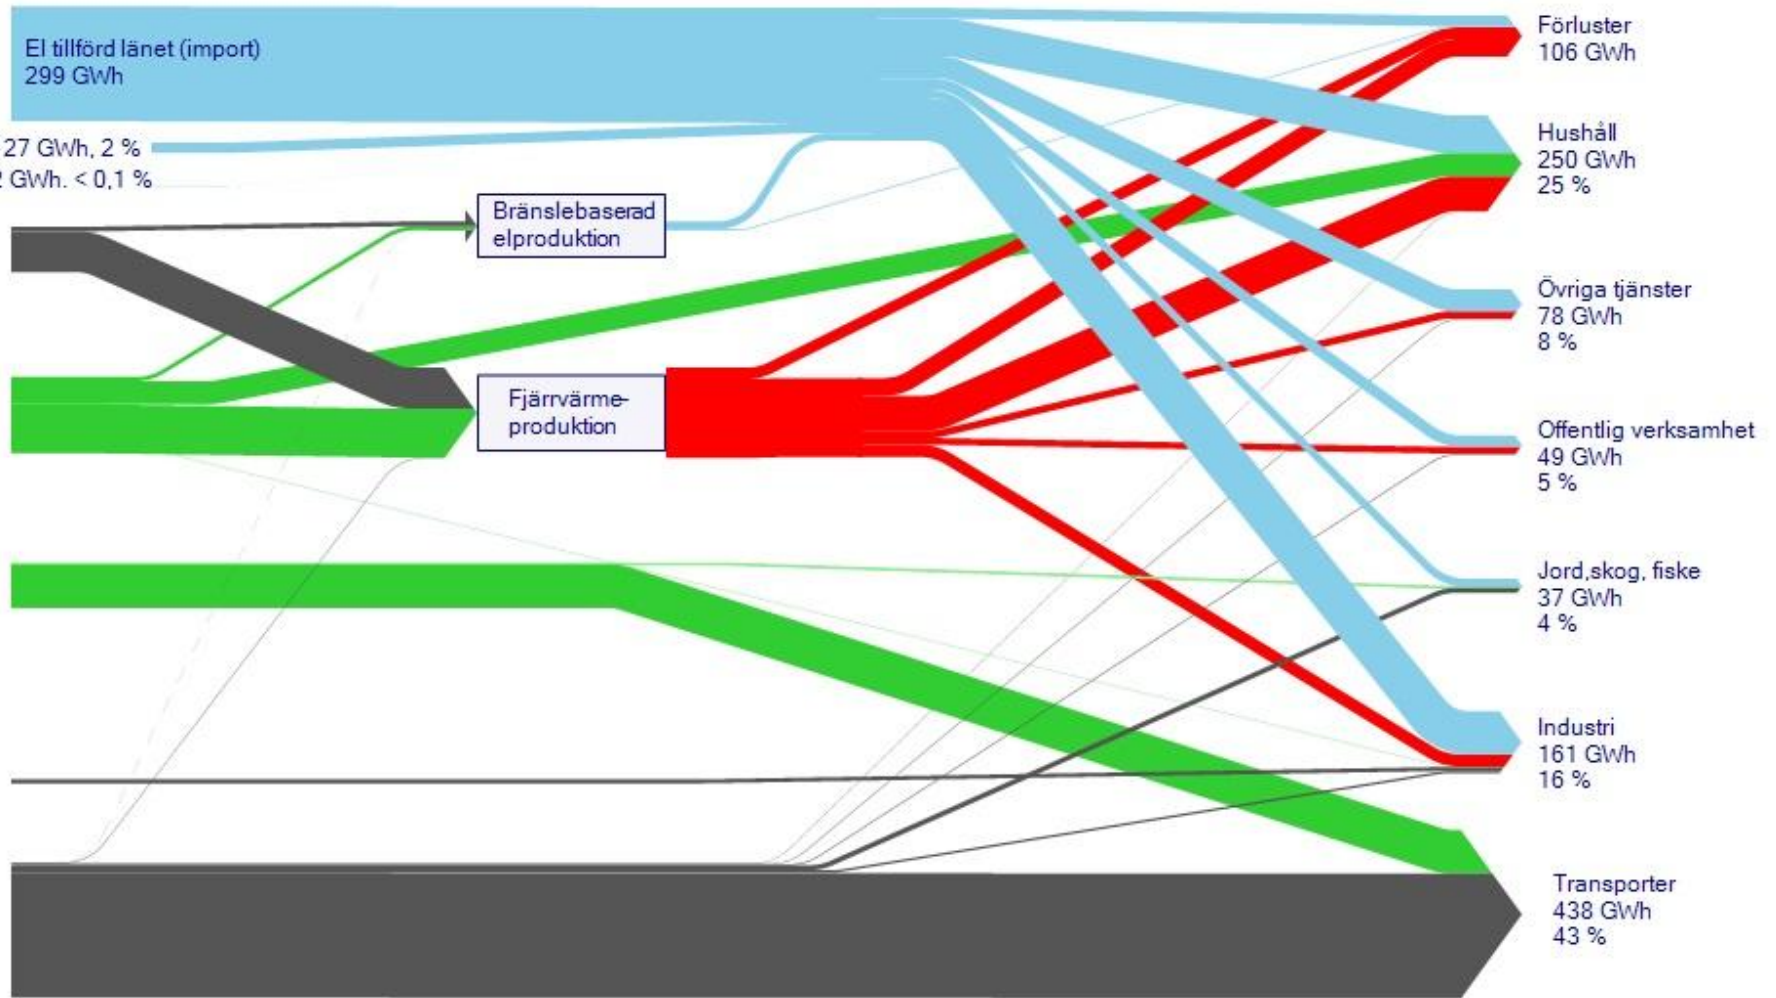 El tillförd länet (import)
299 GWh
27 GWh, 2 %
2 GWh. < 0,1 %
Bränslebaserad
elproduktion
Fjärrvärme-
produktion
Förluster
106 GWh
Hushåll
250 GWh
25 %
Övriga tjänster
78 GWh
8 %
Offentlig verksamhet
49 GWh
5 %
Jord,skog, fiske
37 GWh
4 %
Industri
161 GWh
16 %
Transporter
438 GWh
43 %